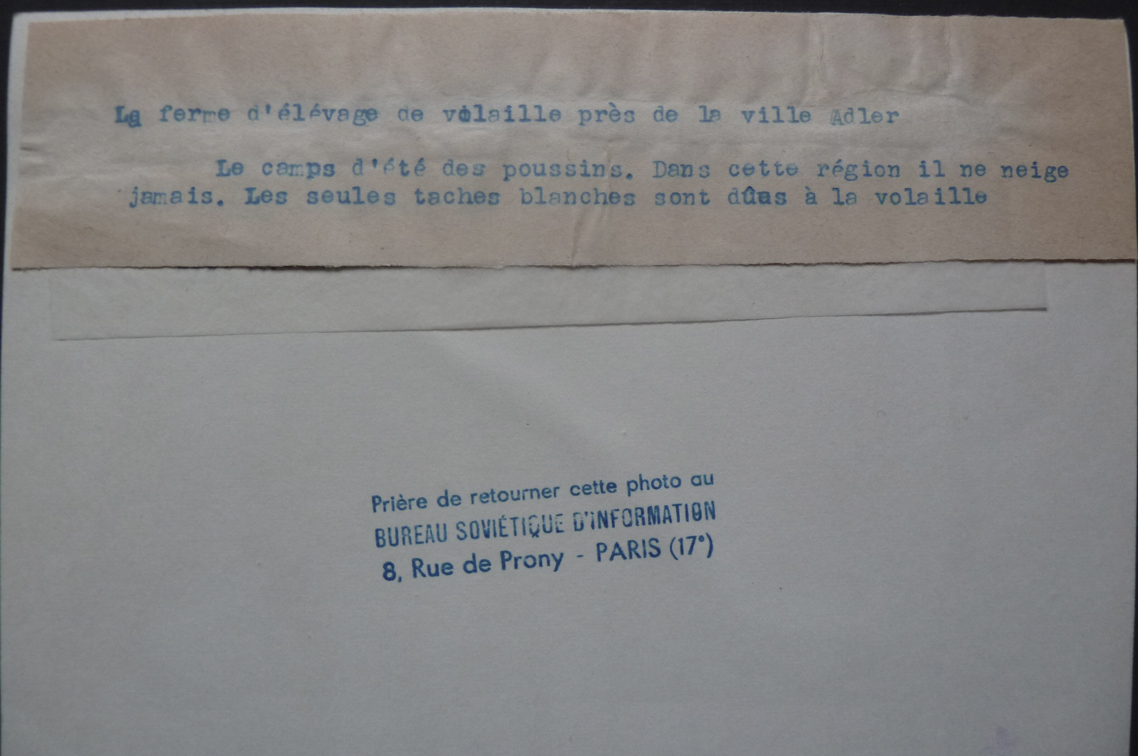 La ferme d'élévage de volaille près de la ville Adler
Le camps d'été des poussins. Dans cette région il ne neige
jamais. Les seules taches blanches sont dûes à la volaille
Prière de retourner cette photo au
BUREAU SOVIÉTIQUE D'INFORMATION
8, Rue de Prony - PARIS (17°)